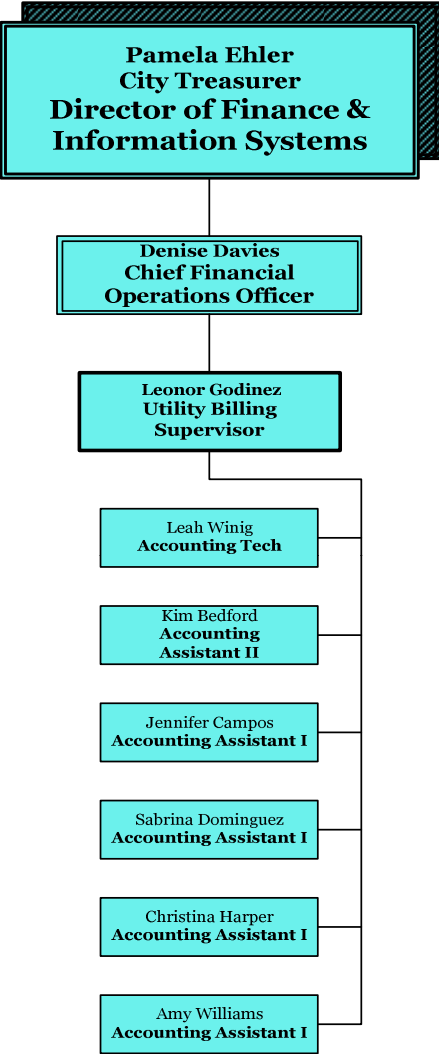 Pamela Ehler
City Treasurer
Director of Finance &
Information Systems
Denise Davies
Chief Financial
Operations Officer
Leonor Godinez
Utility Billing
Supervisor
Leah Winig
Accounting Tech
Kim Bedford
Accounting
Assistant II
Jennifer Campos
Accounting Assistant I
Sabrina Dominguez
Accounting Assistant I
Christina Harper
Accounting Assistant I
Amy Williams
Accounting Assistant I